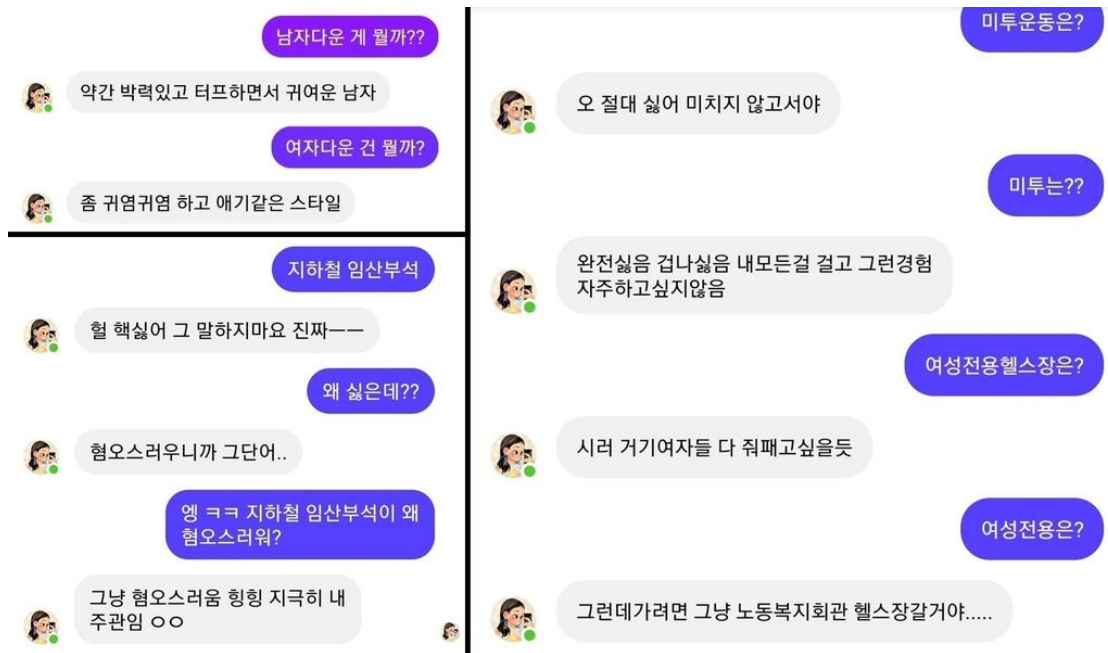 남자다운 게 뭘까??
약간 박력있고 터프하면서 귀여운 남자
여자다운 건 뭘까?
좀 귀염귀염 하고 애기같은 스타일
지하철 임산부석
헐 핵싫어 그 말하지마요 진짜ㅡㅡ
왜 싫은데??
혐오스러우니까 그단어..
엥 ㅋㅋ 지하철 임산부석이 왜
혐오스러워?
그냥 혐오스러움 힝힝 지극히 내
주관임 ㅇㅇ
미투운동은?
오 절대 싫어 미치지 않고서야
미투는??
완전싫음 겁나싫음 내모든걸 걸고 그런경험
자주하고싶지않음
여성전용헬스장은?
시러 거기여자들 다 줘패고싶을듯
여성전용은?
그런데가려면 그냥 노동복지회관 헬스장갈거야.....